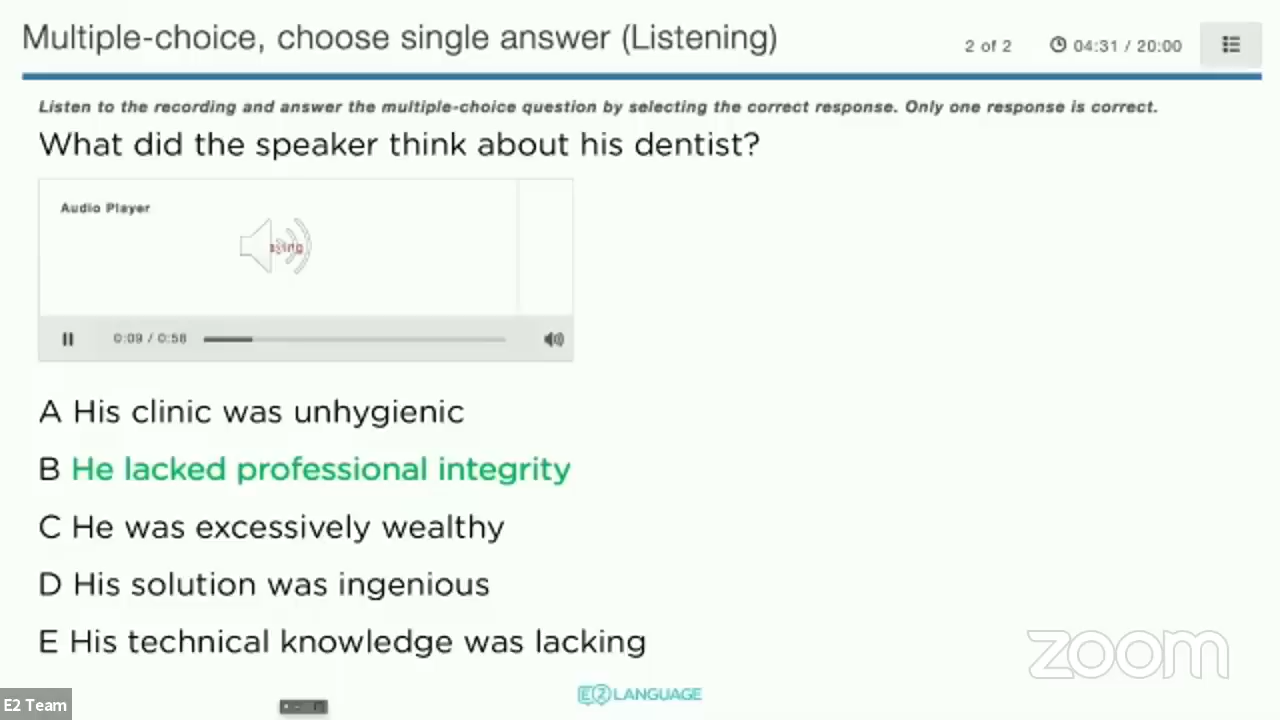 Multiple-choice, choose single answer (Listening)
2 of 2
04:31 / 20:00
Listen to the recording and answer the multiple-choice question by selecting the correct response. Only one response is correct.
What did the speaker think about his dentist?
Audio Player
0:09 / 0:58
A His clinic was unhygienic
B He lacked professional integrity
C He was excessively wealthy
D His solution was ingenious
E His technical knowledge was lacking
zoom
E2 Team
E2 LANGUAGE